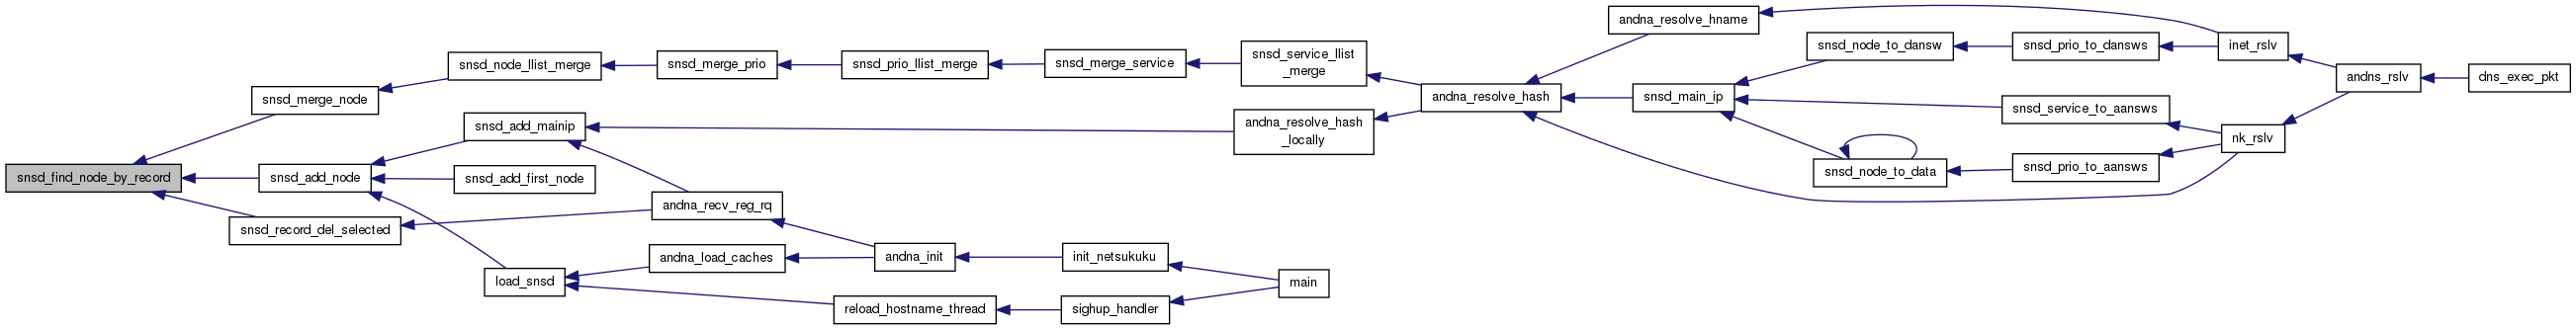 snsd_find_node_by_record
snsd_merge_node
snsd_add_node
snsd_record_del_selected
snsd_node_llist_merge
snsd_add_mainip
snsd_add_first_node
load_snsd
snsd_merge_prio
andna_recv_reg_rq
andna_load_caches
reload_hostname_thread
snsd_prio_llist_merge
andna_init
snsd_merge_service
init_netsukuku
sighup_handler
snsd_service_llist
_merge
andna_resolve_hash
_locally
main
andna_resolve_hash
andna_resolve_hname
snsd_main_ip
snsd_node_to_dansw
snsd_service_to_aansws
snsd_node_to_data
snsd_prio_to_dansws
snsd_prio_to_aansws
inet_rslv
nk_rslv
andns_rslv
dns_exec_pkt